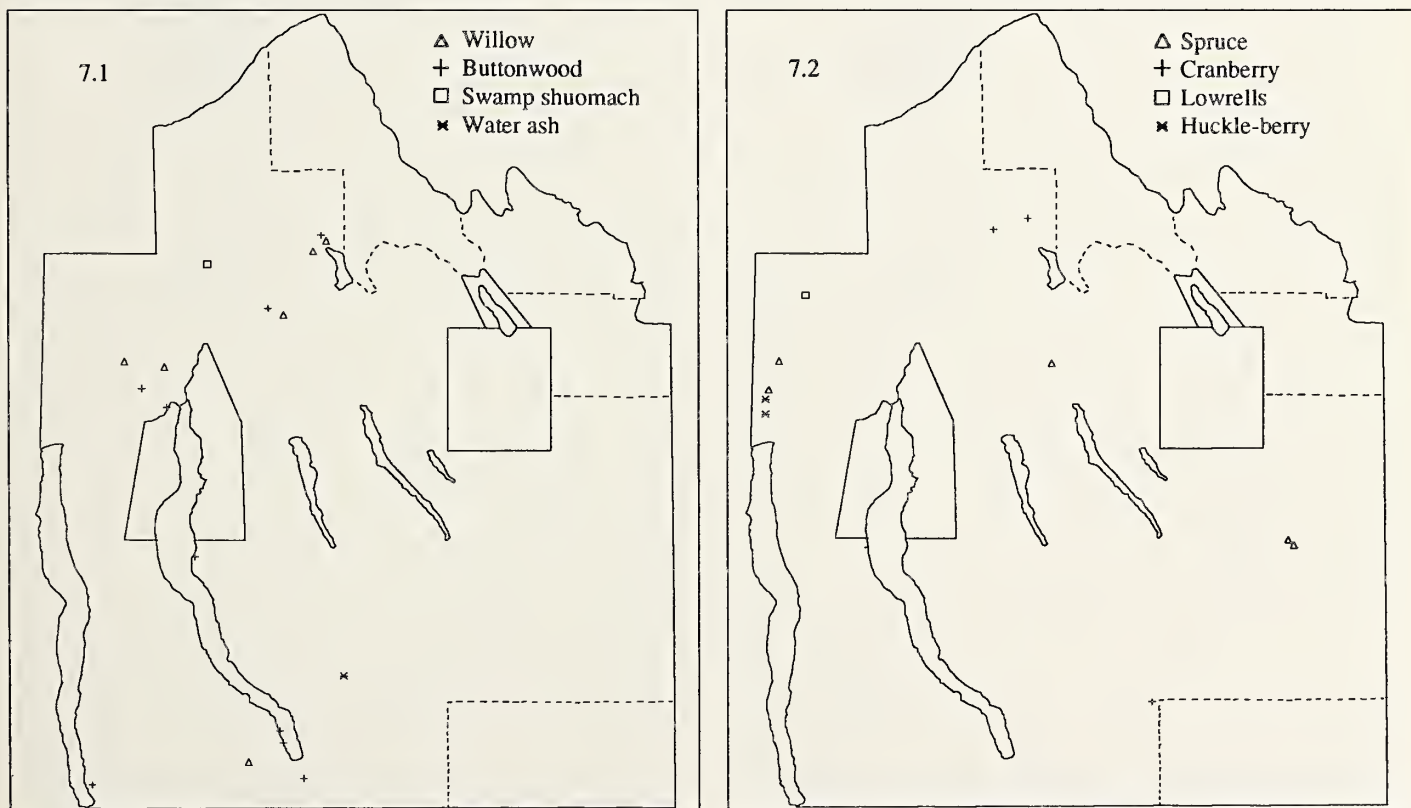 7.1
Willow
Buttonwood
Swamp shuomach
Water ash
7.2
Spruce
Cranberry
Lowrells
Huckle-berry